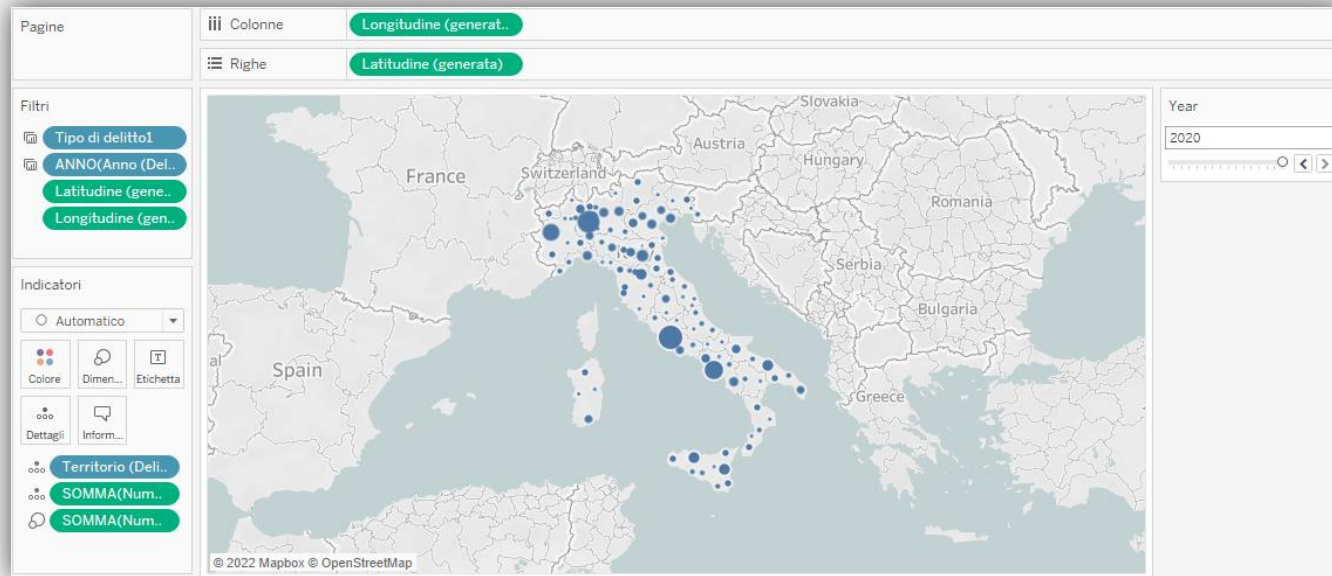 Pagine
Colonne
Longitudine (generat..
Righe
Latitudine (generata)
Filtri
Tipo di delitto1
ANNO(Anno (Del..
Latitudine (gene..
Longitudine (gen..
Indicatori
Automatico
Colore
Dimen...
Etichetta
T
Dettagli
Inform...
Territorio (Deli..
SOMMA(Num..
SOMMA(Num..
Slovakia
Austria
Hungary
France
Switzerland
Romania
Serbia
Bulgaria
al
Spain
Greece
© 2022 Mapbox © OpenStreetMap
Year
2020